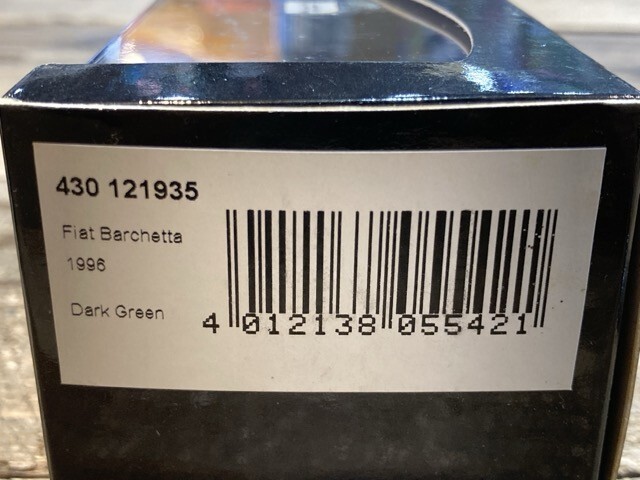 430 121935
Fiat Barchetta
1996
Dark Green
4 012138 055421